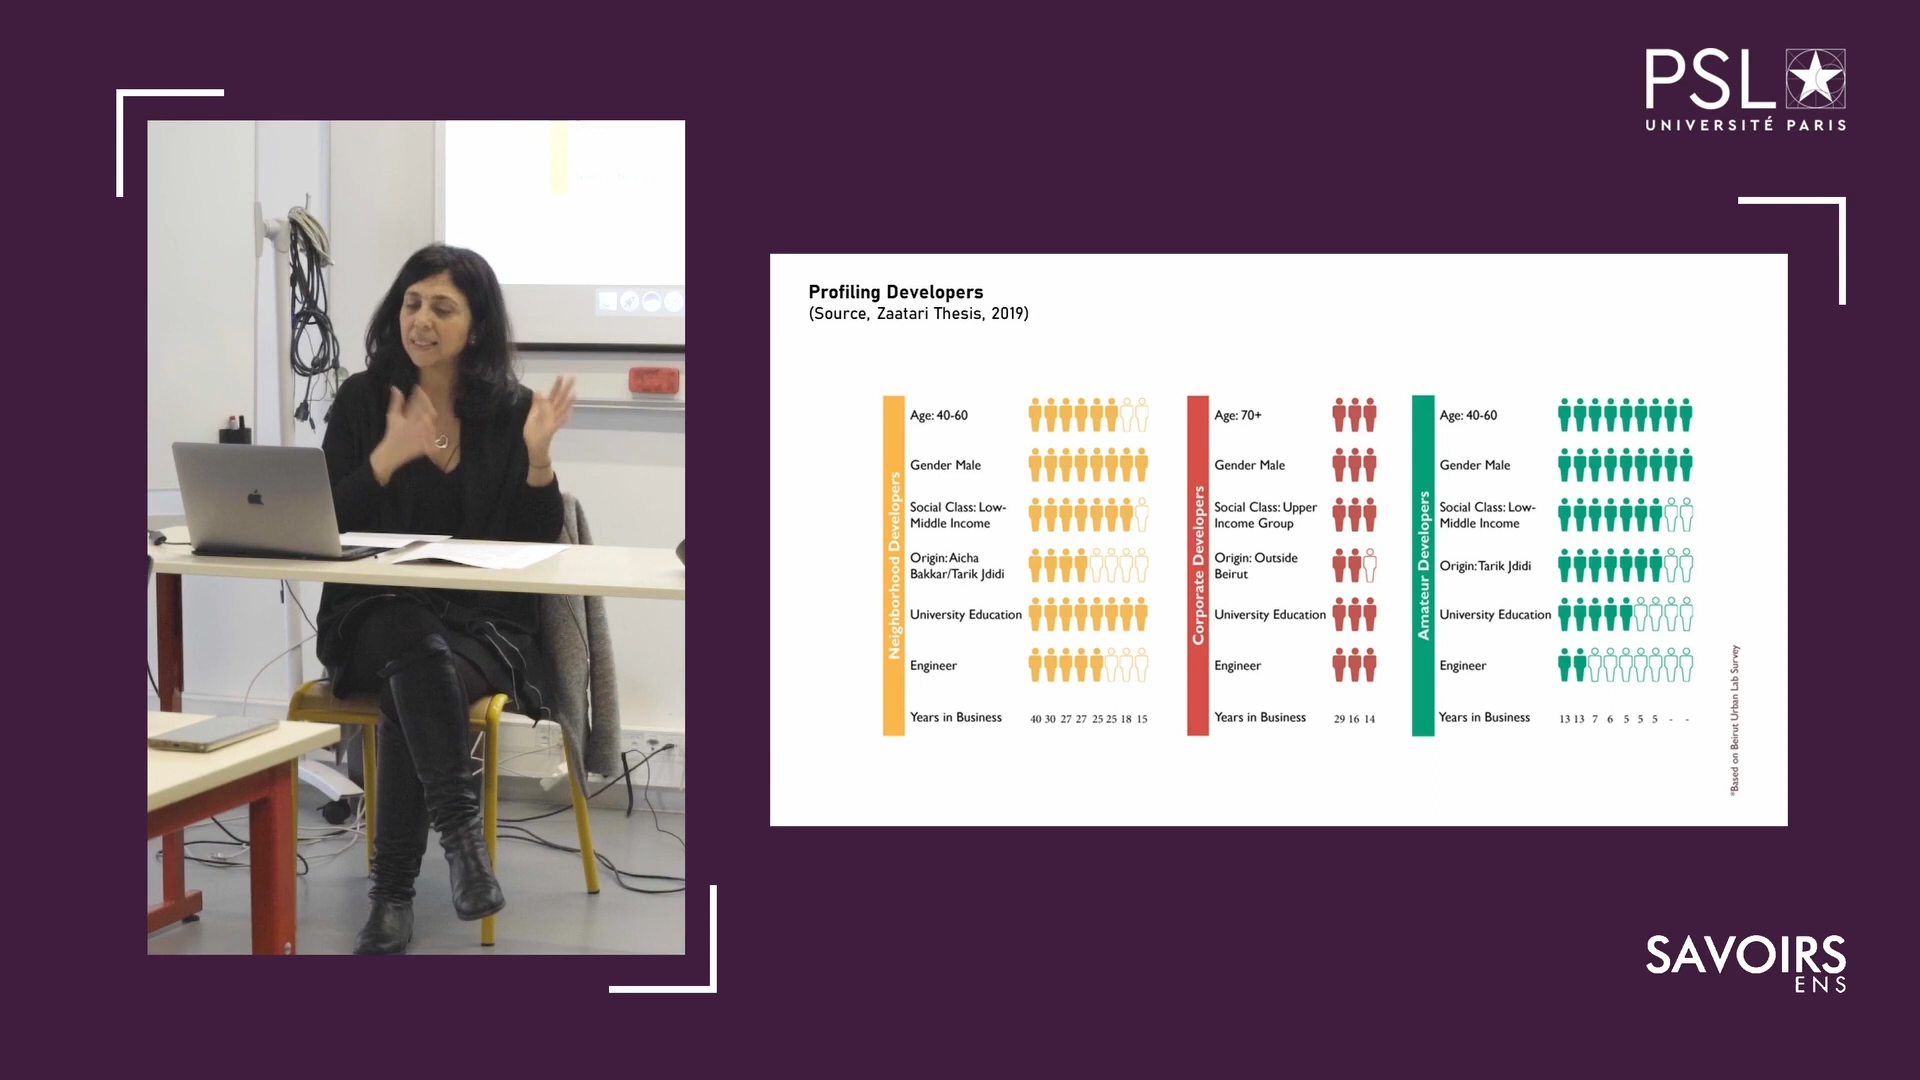 PSL
UNIVERSITÉ PARIS
Profiling Developers
(Source, Zaatari Thesis, 2019)
Neighborhood Developers
Age: 40-60
Gender Male
Social Class: Low-
Middle Income
Origin: Aicha
Bakkar/Tarik Jdidi
University Education
Engineer
Years in Business
40 30 27 27 25 25 18 15
Corporate Developers
Age: 70+
Gender Male
Social Class: Upper
Income Group
Origin: Outside
Beirut
University Education
Engineer
Years in Business
29 16 14
Amateur Developers
Age: 40-60
Gender Male
Social Class: Low-
Middle Income
Origin: Tarik Jdidi
University Education
Engineer
Years in Business
13 13 7 6 5 5 5 - -
*Based on Beirut Urban Lab Survey
SAVOIRS
ENS